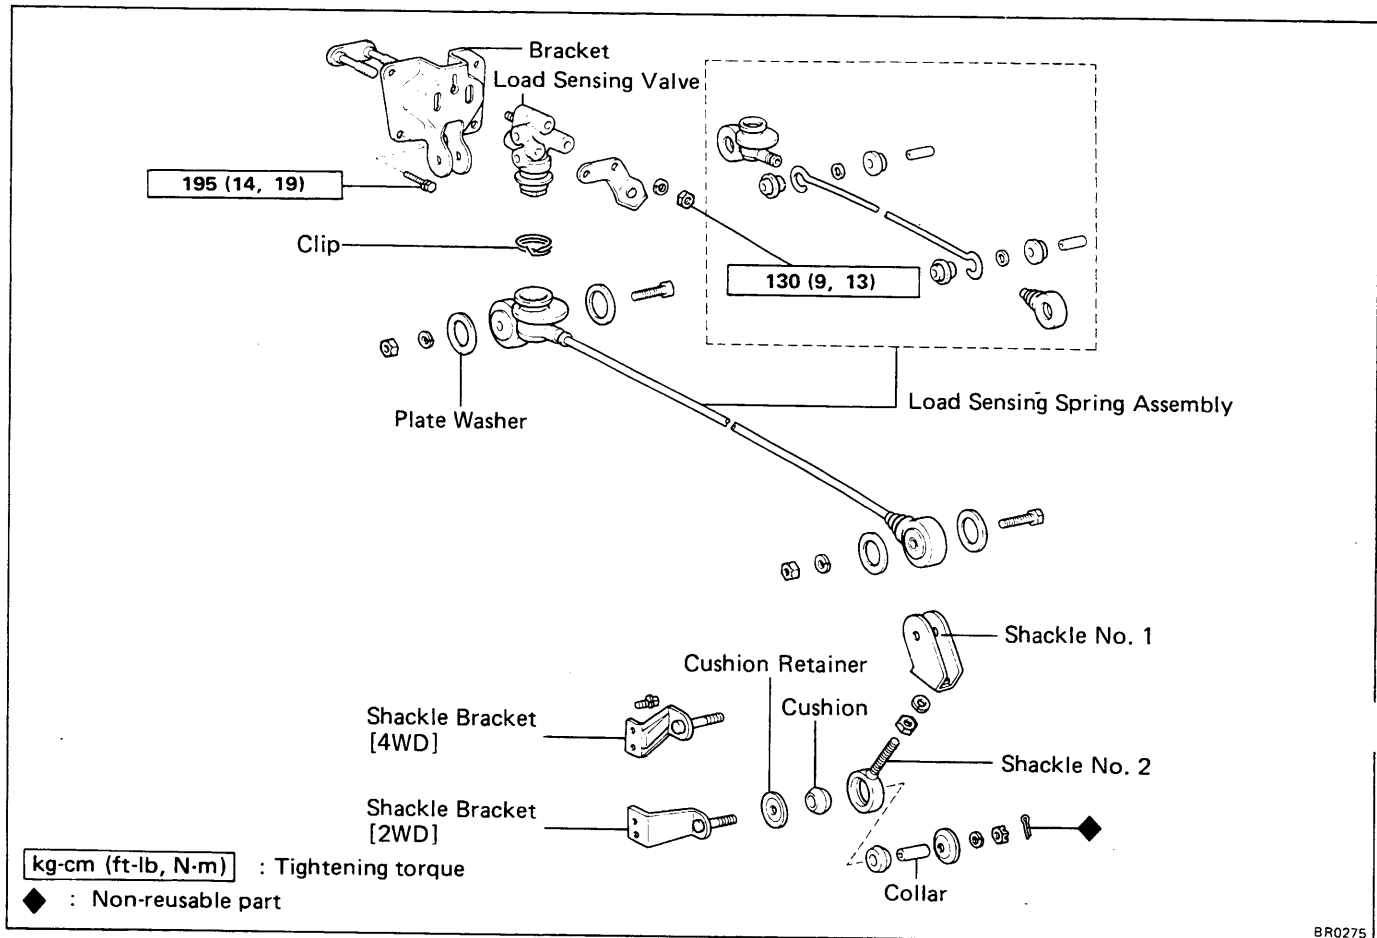 Bracket
Load Sensing Valve
195 (14, 19)
Clip
130 (9, 13)
Plate Washer
Load Sensing Spring Assembly
Shackle No. 1
Cushion Retainer
Cushion
Shackle Bracket
[4WD]
Shackle No. 2
Shackle Bracket
[2WD]
kg-cm (ft-lb, N·m) : Tightening torque
Collar
◆ : Non-reusable part
BR0275